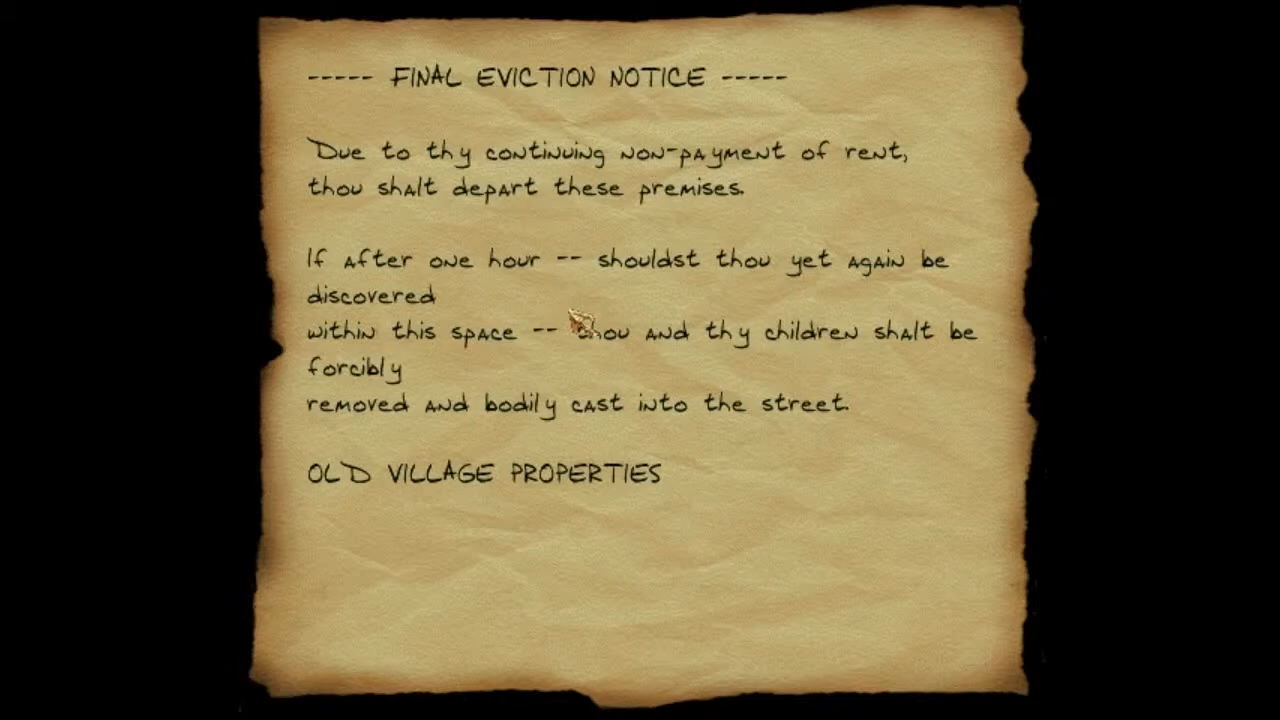 ----- FINAL EVICTION NOTICE -----
Due to thy continuing non-payment of rent,
thou shalt depart these premises.
If after one hour -- shouldst thou yet again be
discovered
within this space -- thou and thy children shalt be
forcibly
removed and bodily cast into the street.
OLD VILLAGE PROPERTIES